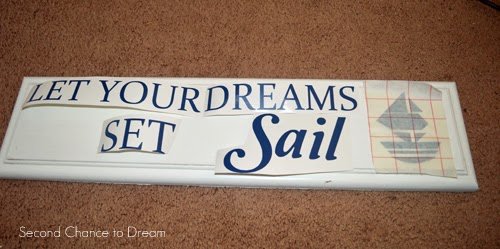 LET YOUR DREAMS
SET Sail
Second Chance to Dream